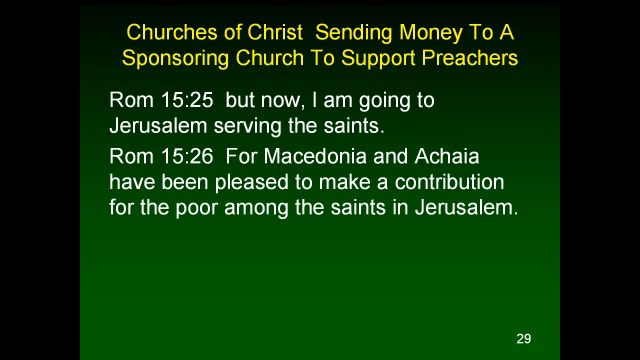 Churches of Christ  Sending Money To A
Sponsoring Church To Support Preachers
Rom 15:25  but now, I am going to
Jerusalem serving the saints.
Rom 15:26  For Macedonia and Achaia
have been pleased to make a contribution
for the poor among the saints in Jerusalem.
29